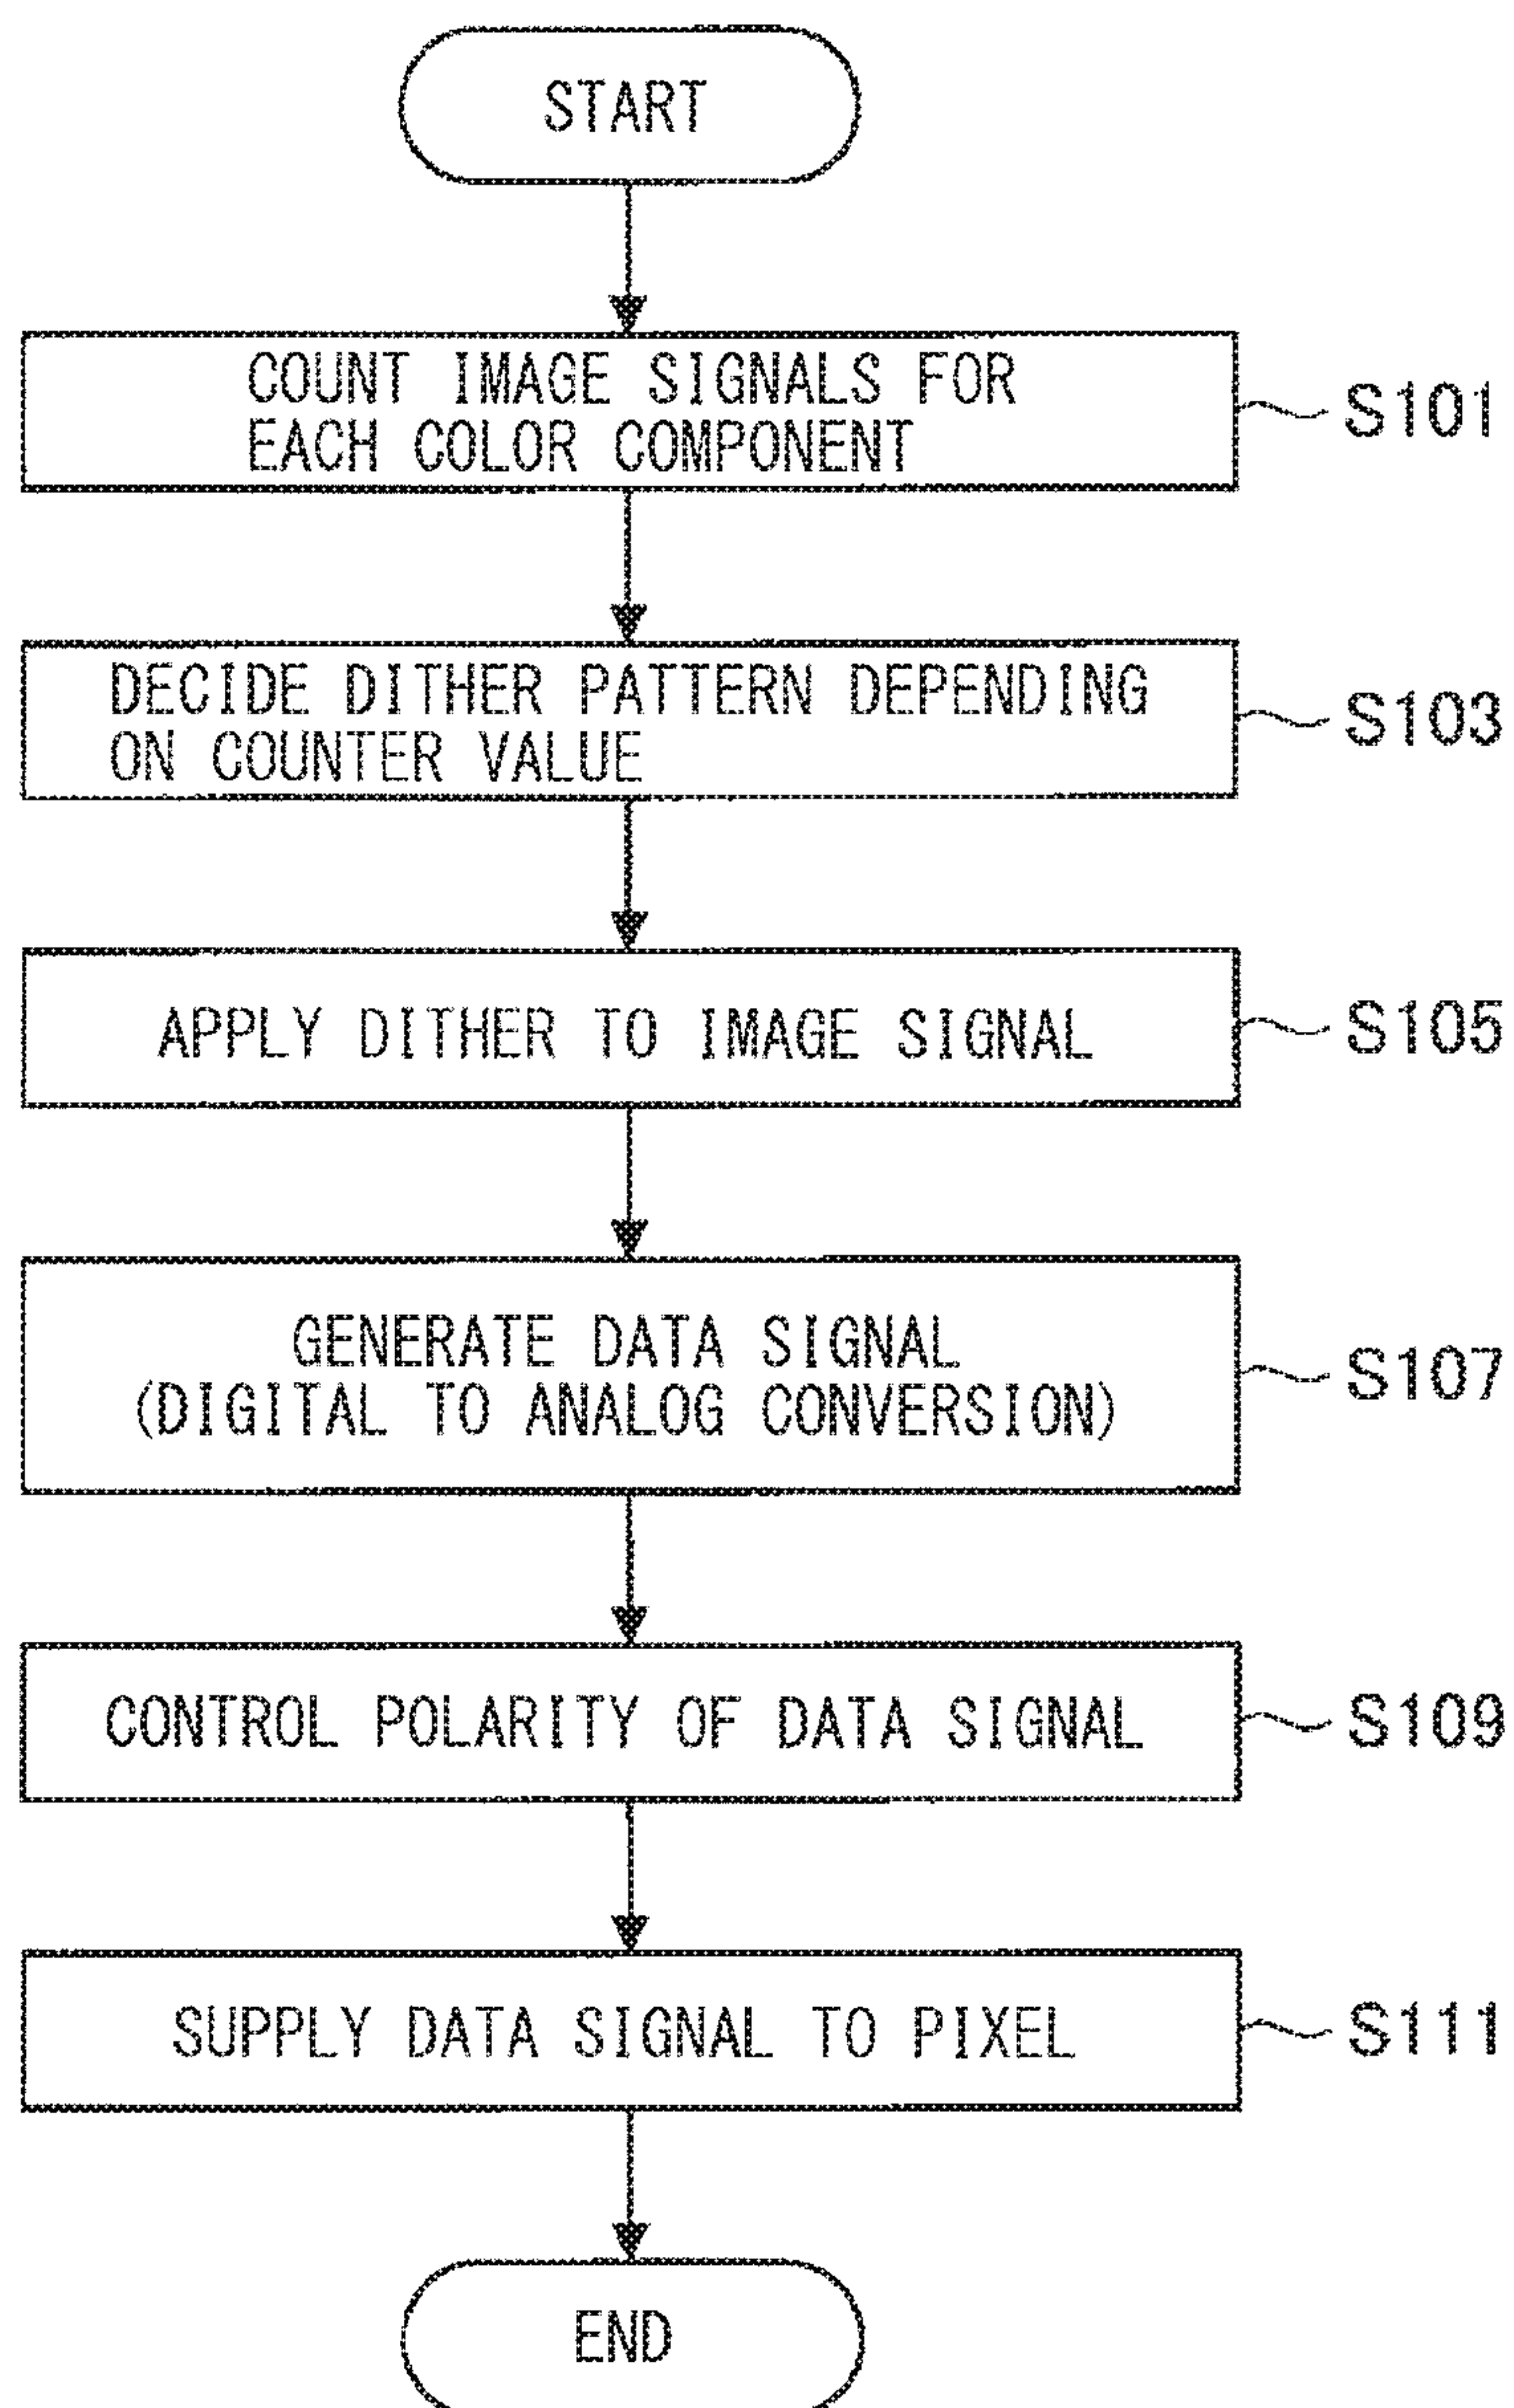 START
COUNT IMAGE SIGNALS FOR
EACH COLOR COMPONENT
S101
DECIDE DITHER PATTERN DEPENDING
ON COUNTER VALUE
S103
APPLY DITHER TO IMAGE SIGNAL
S105
GENERATE DATA SIGNAL
(DIGITAL TO ANALOG CONVERSION)
S107
CONTROL POLARITY OF DATA SIGNAL
S109
SUPPLY DATA SIGNAL TO PIXEL
S111
END